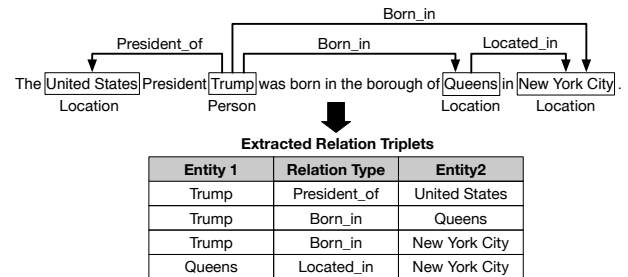 Born_in
President_of Born_in Located_in
The United States President Trump was born in the borough of Queens in New York City .
Location Person Location Location
Extracted Relation Triplets
Entity 1 Relation Type Entity2
Trump President_of United States
Trump Born_in Queens
Trump Born_in New York City
Queens Located_in New York City